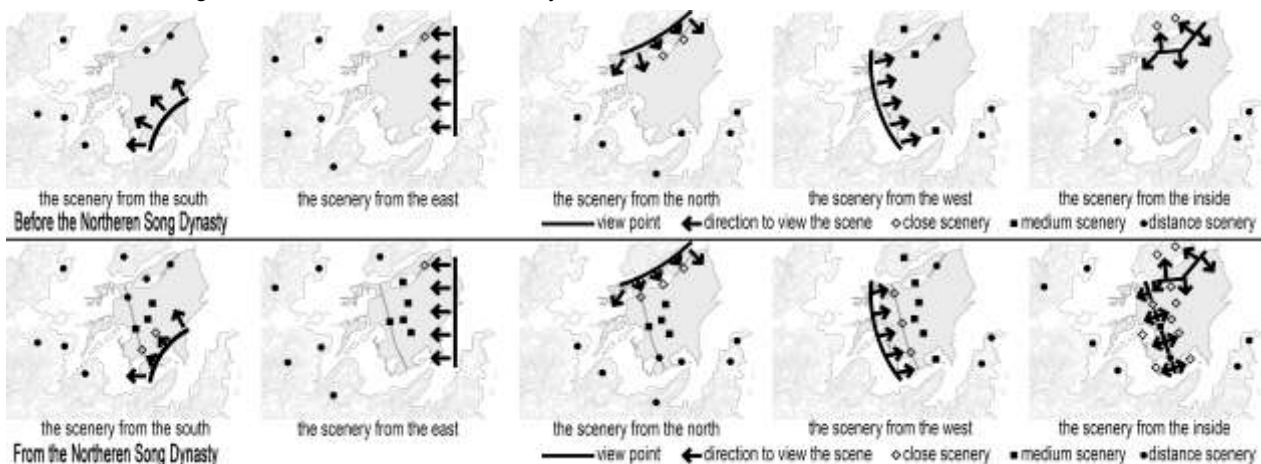 the scenery from the south
the scenery from the east
the scenery from the north
the scenery from the west
the scenery from the inside
Before the Northeren Song Dynasty
view point direction to view the scene close scenery medium scenery distance scenery
the scenery from the south
the scenery from the east
the scenery from the north
the scenery from the west
the scenery from the inside
From the Northeren Song Dynasty
view point direction to view the scene close scenery medium scenery distance scenery